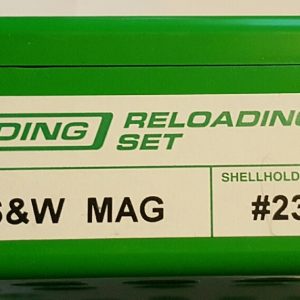 DING RELOADING
SET
SHELLHOLD
S&W MAG #23